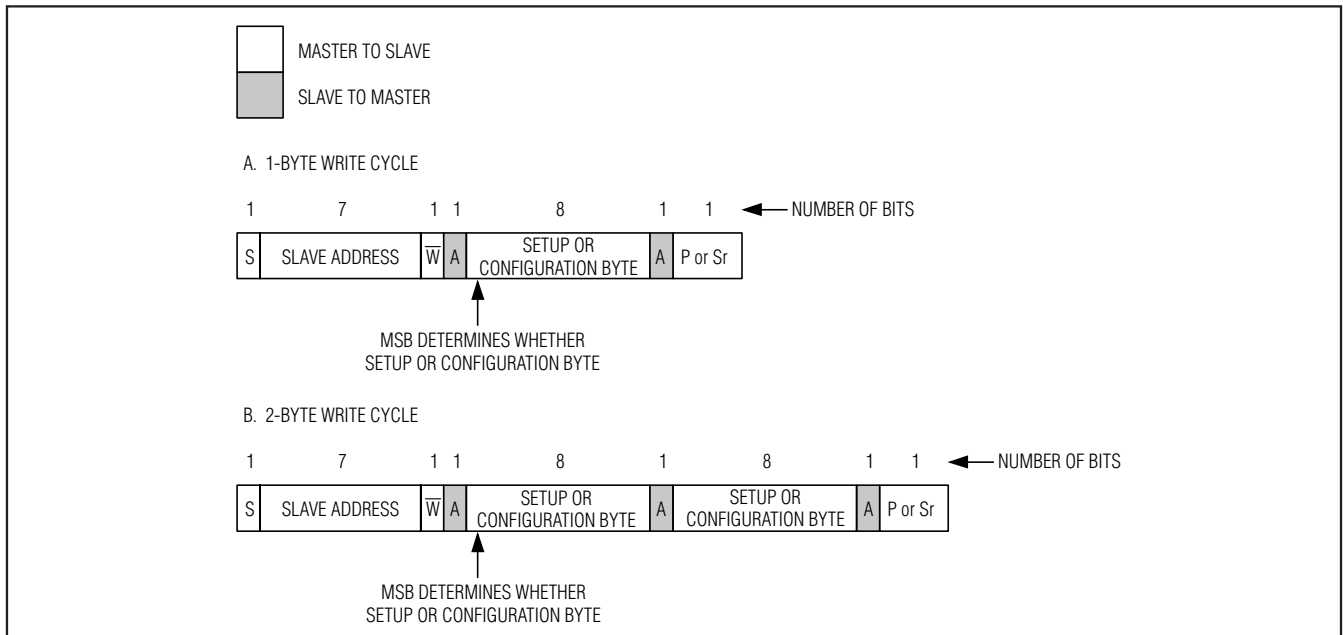 MASTER TO SLAVE
SLAVE TO MASTER
A. 1-BYTE WRITE CYCLE
1 7 1 1 8 1 1 NUMBER OF BITS
S SLAVE ADDRESS W̅ A SETUP OR CONFIGURATION BYTE A P or Sr
MSB DETERMINES WHETHER
SETUP OR CONFIGURATION BYTE
B. 2-BYTE WRITE CYCLE
1 7 1 1 8 1 8 1 1 NUMBER OF BITS
S SLAVE ADDRESS W̅ A SETUP OR CONFIGURATION BYTE A SETUP OR CONFIGURATION BYTE A P or Sr
MSB DETERMINES WHETHER
SETUP OR CONFIGURATION BYTE